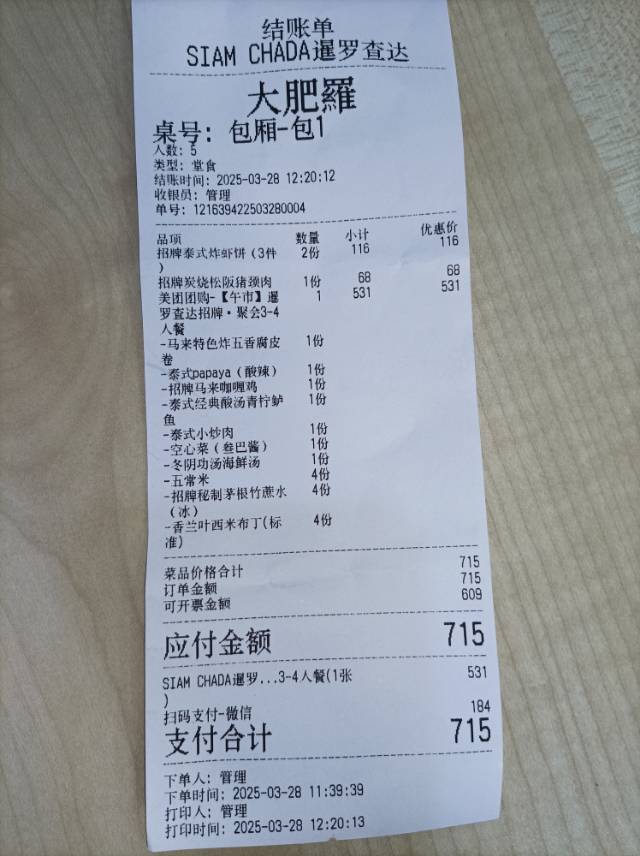 结账单
SIAM CHADA暹罗查达
大肥羅
桌号: 包厢-包1
人数: 5
类型: 堂食
结账时间: 2025-03-28 12:20:12
收银员: 管理
单号: 121639422503280004
品项 数量 小计 优惠价
招牌泰式炸虾饼（3件 2份 116 116
）
招牌炭烧松阪猪颈肉 1份 68 68
美团团购-【午市】暹 1 531 531
罗查达招牌·聚会3-4
人餐
-马来特色炸五香腐皮 1份
卷
-泰式papaya（酸辣） 1份
-招牌马来咖喱鸡 1份
-泰式经典酸汤青柠鲈 1份
鱼
-泰式小炒肉 1份
-空心菜（叁巴酱） 1份
-冬阴功汤海鲜汤 1份
-五常米 4份
-招牌秘制茅根竹蔗水 4份
（冰）
-香兰叶西米布丁(标 4份
准)
菜品价格合计 715
订单金额 715
可开票金额 609
应付金额 715
SIAM CHADA暹罗...3-4人餐(1张 531
)
扫码支付-微信 184
支付合计 715
下单人: 管理
下单时间: 2025-03-28 11:39:39
打印人: 管理
打印时间: 2025-03-28 12:20:13